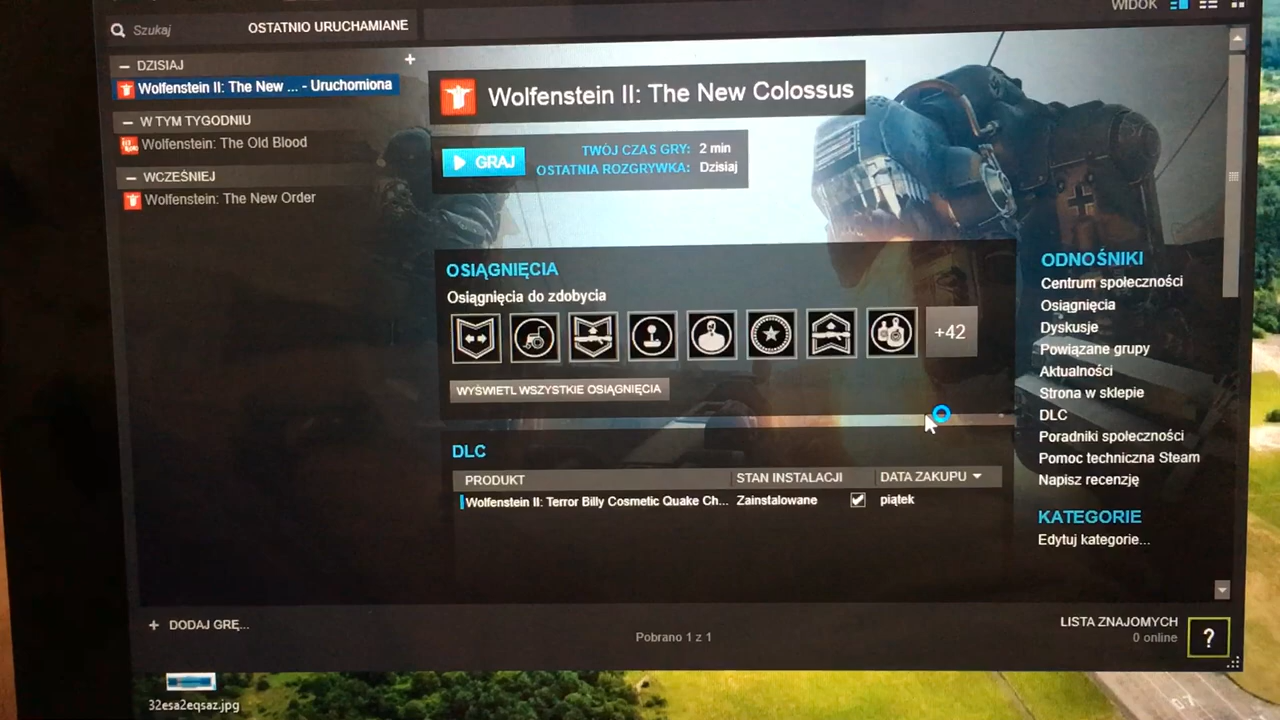 WIDOK
Szukaj
OSTATNIO URUCHAMIANE
– DZISIAJ +
Wolfenstein II: The New ... - Uruchomiona
– W TYM TYGODNIU
Wolfenstein: The Old Blood
– WCZEŚNIEJ
Wolfenstein: The New Order
Wolfenstein II: The New Colossus
GRAJ
TWÓJ CZAS GRY: 2 min
OSTATNIA ROZGRYWKA: Dzisiaj
OSIĄGNIĘCIA
Osiągnięcia do zdobycia
+42
WYŚWIETL WSZYSTKIE OSIĄGNIĘCIA
DLC
PRODUKT STAN INSTALACJI DATA ZAKUPU
Wolfenstein II: Terror Billy Cosmetic Quake Ch... Zainstalowane piątek
ODNOŚNIKI
Centrum społeczności
Osiągnięcia
Dyskusje
Powiązane grupy
Aktualności
Strona w sklepie
DLC
Poradniki społeczności
Pomoc techniczna Steam
Napisz recenzję
KATEGORIE
Edytuj kategorie...
+ DODAJ GRĘ...
Pobrano 1 z 1
LISTA ZNAJOMYCH
0 online
?
32esa2eqsaz.jpg